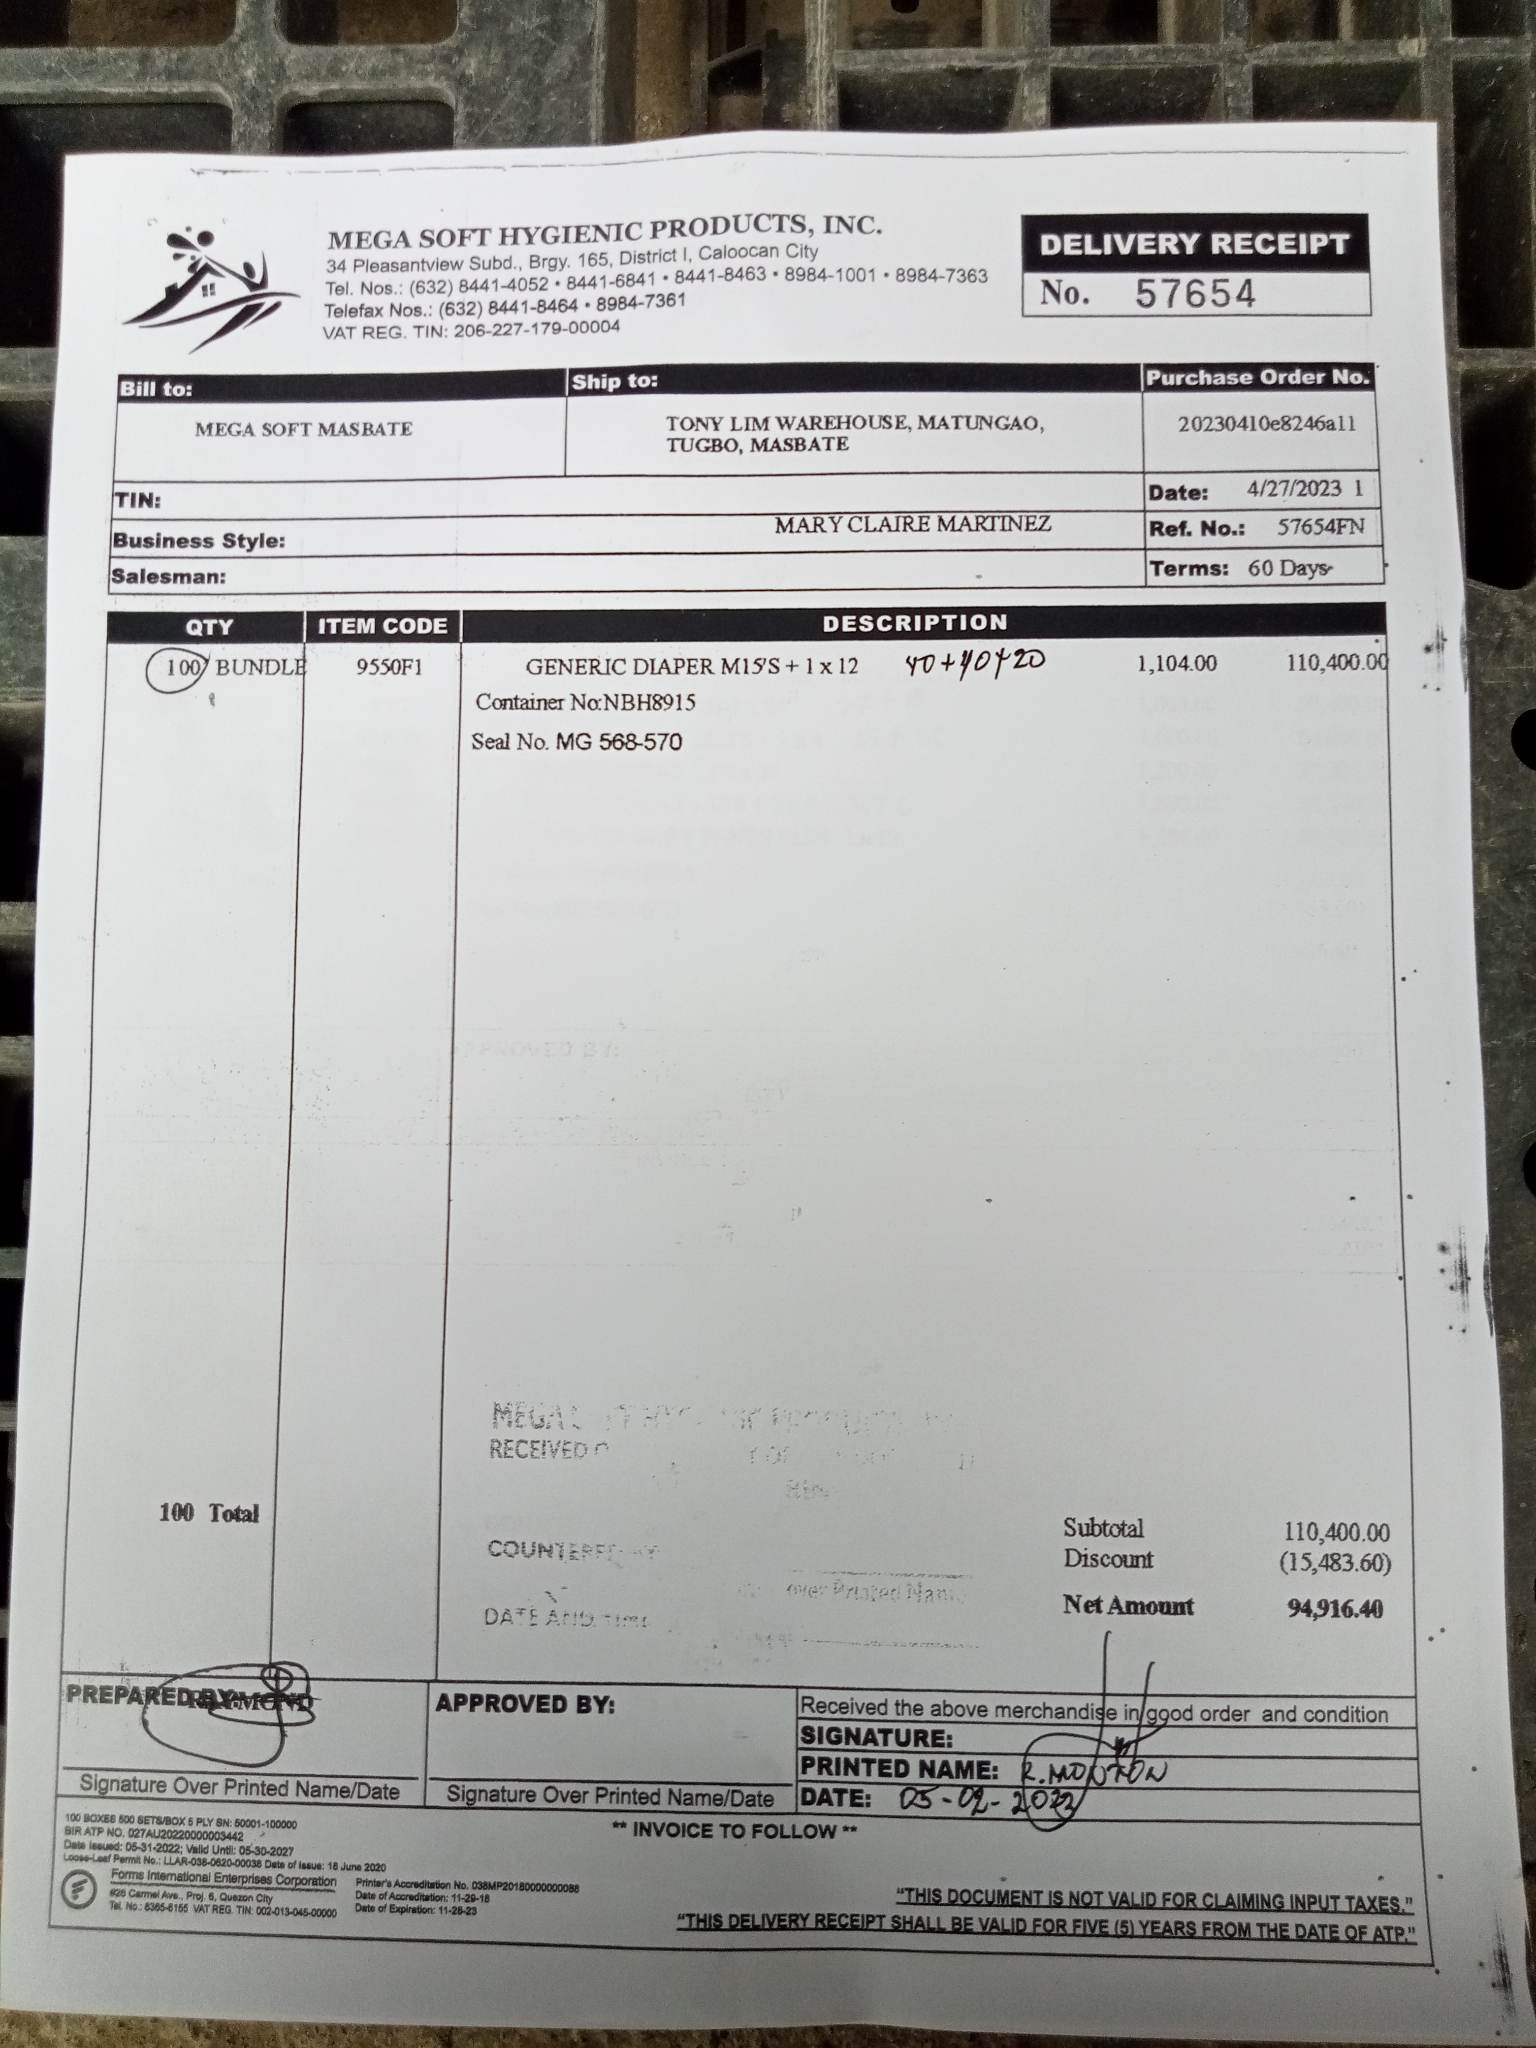 MEGA SOFT HYGIENIC PRODUCTS, INC.
34 Pleasantview Subd., Brgy. 165, District I, Caloocan City
Tel. Nos.: (632) 8441-4052 • 8441-6841 • 8441-8463 • 8984-1001 • 8984-7363
Telefax Nos.: (632) 8441-8464 • 8984-7361
VAT REG. TIN: 206-227-179-00004
DELIVERY RECEIPT
No. 57654
Bill to:
MEGA SOFT MASBATE
Ship to:
TONY LIM WAREHOUSE, MATUNGAO,
TUGBO, MASBATE
Purchase Order No.
20230410e8246a11
TIN:
Date: 4/27/2023 1
Business Style:
MARY CLAIRE MARTINEZ
Ref. No.: 57654FN
Salesman:
Terms: 60 Days
QTY ITEM CODE DESCRIPTION
100 BUNDLE 9550F1 GENERIC DIAPER M15'S + 1 x 12 40+40+20 1,104.00 110,400.00
Container No:NBH8915
Seal No. MG 568-570
MEGA
RECEIVED
100 Total
Subtotal 110,400.00
Discount (15,483.60)
Net Amount 94,916.40
over Printed Name
DATE AND TIME
PREPARED BY:
Signature Over Printed Name/Date
APPROVED BY:
Signature Over Printed Name/Date
Received the above merchandise in good order and condition
SIGNATURE:
PRINTED NAME: R. MONTON
DATE: 05-02-2023
100 BOXES 500 SETS/BOX 5 PLY SN: 50001-100000
BIR ATP NO. 027AU20220000003442
Date Issued: 05-31-2022; Valid Until: 05-30-2027
Loose-Leaf Permit No.: LLAR-038-0620-00038 Date of Issue: 18 June 2020
Forms International Enterprises Corporation
626 Carmel Ave., Proj. 6, Quezon City
Tel. No.: 8365-6155 VAT REG. TIN: 002-013-045-00000
Printer's Accreditation No. 038MP20180000000088
Date of Accreditation: 11-29-18
Date of Expiration: 11-28-23
** INVOICE TO FOLLOW **
"THIS DOCUMENT IS NOT VALID FOR CLAIMING INPUT TAXES."
"THIS DELIVERY RECEIPT SHALL BE VALID FOR FIVE (5) YEARS FROM THE DATE OF ATP."